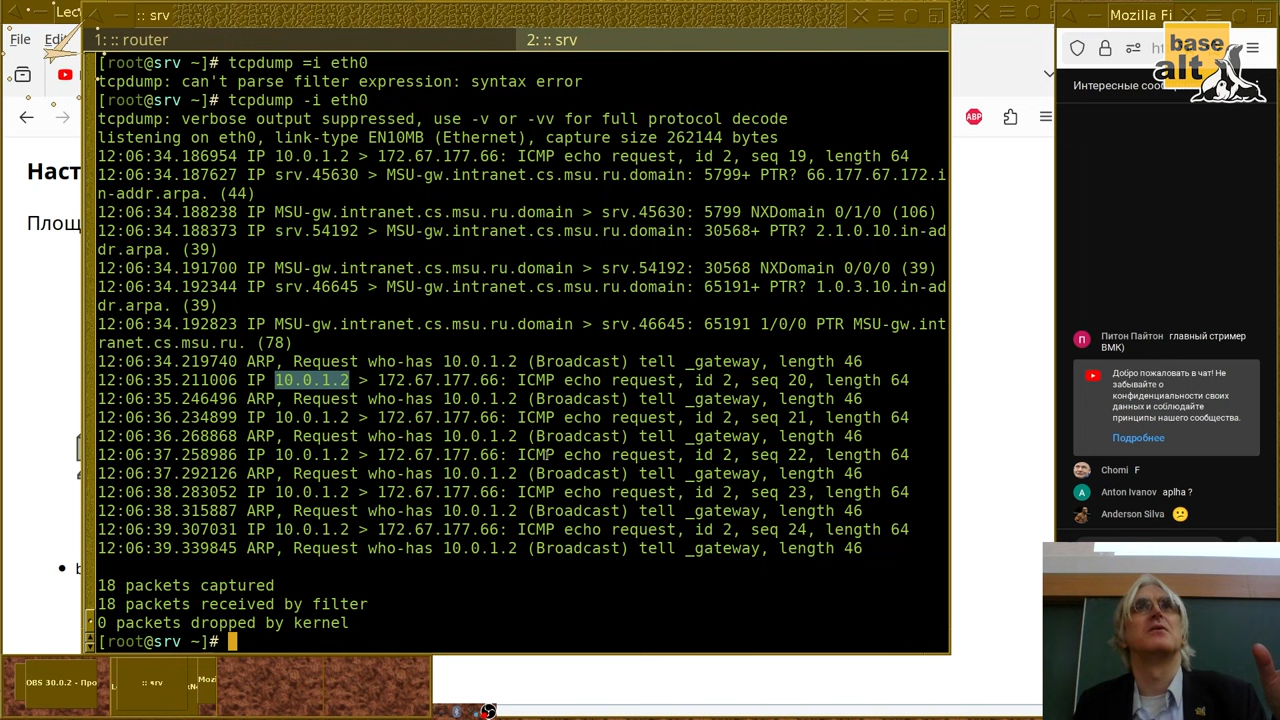 Lect
:: srv
Mozilla Fi
File
Edi
1: :: router
2: :: srv
[root@srv ~]# tcpdump =i eth0
tcpdump: can't parse filter expression: syntax error
[root@srv ~]# tcpdump -i eth0
tcpdump: verbose output suppressed, use -v or -vv for full protocol decode
listening on eth0, link-type EN10MB (Ethernet), capture size 262144 bytes
12:06:34.186954 IP 10.0.1.2 > 172.67.177.66: ICMP echo request, id 2, seq 19, length 64
12:06:34.187627 IP srv.45630 > MSU-gw.intranet.cs.msu.ru.domain: 5799+ PTR? 66.177.67.172.i
n-addr.arpa. (44)
12:06:34.188238 IP MSU-gw.intranet.cs.msu.ru.domain > srv.45630: 5799 NXDomain 0/1/0 (106)
12:06:34.188373 IP srv.54192 > MSU-gw.intranet.cs.msu.ru.domain: 30568+ PTR? 2.1.0.10.in-ad
dr.arpa. (39)
12:06:34.191700 IP MSU-gw.intranet.cs.msu.ru.domain > srv.54192: 30568 NXDomain 0/0/0 (39)
12:06:34.192344 IP srv.46645 > MSU-gw.intranet.cs.msu.ru.domain: 65191+ PTR? 1.0.3.10.in-ad
dr.arpa. (39)
12:06:34.192823 IP MSU-gw.intranet.cs.msu.ru.domain > srv.46645: 65191 1/0/0 PTR MSU-gw.int
ranet.cs.msu.ru. (78)
12:06:34.219740 ARP, Request who-has 10.0.1.2 (Broadcast) tell _gateway, length 46
12:06:35.211006 IP 10.0.1.2 > 172.67.177.66: ICMP echo request, id 2, seq 20, length 64
12:06:35.246496 ARP, Request who-has 10.0.1.2 (Broadcast) tell _gateway, length 46
12:06:36.234899 IP 10.0.1.2 > 172.67.177.66: ICMP echo request, id 2, seq 21, length 64
12:06:36.268868 ARP, Request who-has 10.0.1.2 (Broadcast) tell _gateway, length 46
12:06:37.258986 IP 10.0.1.2 > 172.67.177.66: ICMP echo request, id 2, seq 22, length 64
12:06:37.292126 ARP, Request who-has 10.0.1.2 (Broadcast) tell _gateway, length 46
12:06:38.283052 IP 10.0.1.2 > 172.67.177.66: ICMP echo request, id 2, seq 23, length 64
12:06:38.315887 ARP, Request who-has 10.0.1.2 (Broadcast) tell _gateway, length 46
12:06:39.307031 IP 10.0.1.2 > 172.67.177.66: ICMP echo request, id 2, seq 24, length 64
12:06:39.339845 ARP, Request who-has 10.0.1.2 (Broadcast) tell _gateway, length 46
18 packets captured
18 packets received by filter
0 packets dropped by kernel
[root@srv ~]#
Наст
Площ
b
ABP
base
alt
Интересные сооб
Питон Пайтон главный стример
ВМК)
Добро пожаловать в чат! Не
забывайте о
конфиденциальности своих
данных и соблюдайте
принципы нашего сообщества.
Подробнее
Chomi F
Anton Ivanov aplha ?
Anderson Silva
OBS 30.0.2 - Про
:: srv
Mozi